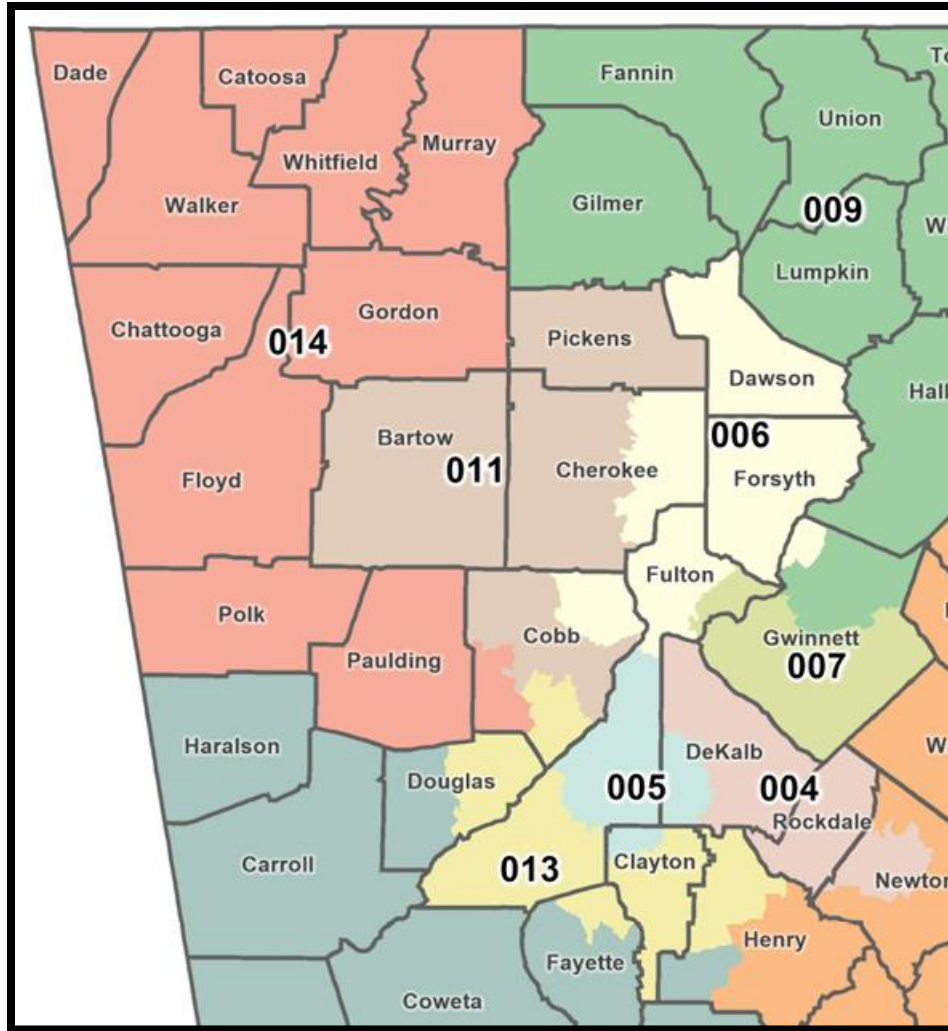 Dade
Catoosa
Fannin
To
Union
Whitfield
Murray
Walker
Gilmer
009
Wh
Lumpkin
Chattooga
014
Gordon
Pickens
Dawson
Hall
Bartow
006
011
Cherokee
Floyd
Forsyth
Fulton
Polk
Cobb
Gwinnett
Paulding
007
Haralson
DeKalb
W
Douglas
005
004
Rockdale
Carroll
013
Clayton
Newton
Henry
Fayette
Coweta